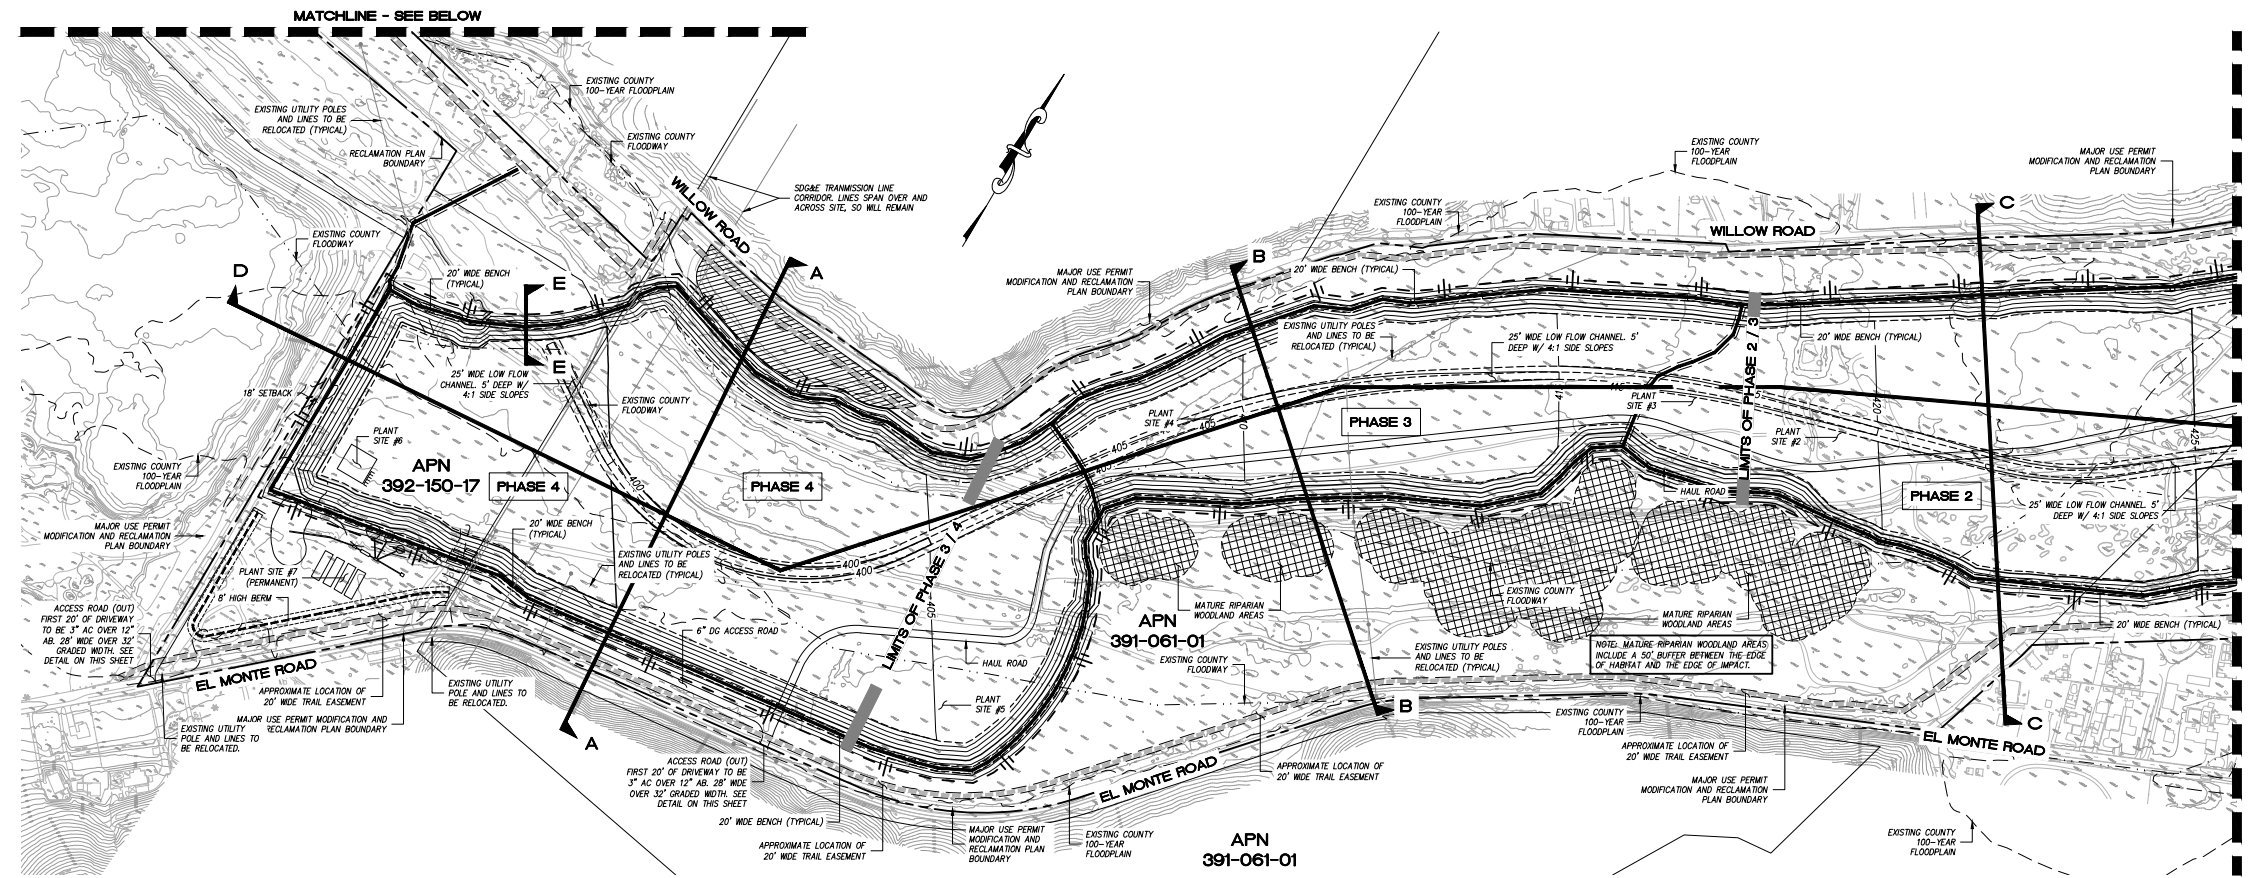 MATCHLINE - SEE BELOW
EXISTING COUNTY
100-YEAR FLOODPLAIN
EXISTING UTILITY POLES
AND LINES TO BE
RELOCATED (TYPICAL)
RECLAMATION PLAN
BOUNDARY
EXISTING COUNTY
FLOODWAY
WILLOW ROAD
SDG&E TRANMISSION LINE
CORRIDOR. LINES SPAN OVER AND
ACROSS SITE, SO WILL REMAIN
EXISTING COUNTY
100-YEAR
FLOODPLAIN
MAJOR USE PERMIT
MODIFICATION AND RECLAMATION
PLAN BOUNDARY
EXISTING COUNTY
100-YEAR
FLOODPLAIN
C
WILLOW ROAD
EXISTING COUNTY
FLOODWAY
D
20' WIDE BENCH
(TYPICAL)
E
A
B
MAJOR USE PERMIT
MODIFICATION AND RECLAMATION
PLAN BOUNDARY
20' WIDE BENCH (TYPICAL)
EXISTING UTILITY POLES
AND LINES TO BE
RELOCATED (TYPICAL)
25' WIDE LOW FLOW CHANNEL. 5'
DEEP W/ 4:1 SIDE SLOPES
LIMITS OF PHASE 2 / 3
20' WIDE BENCH (TYPICAL)
E
25' WIDE LOW FLOW
CHANNEL. 5' DEEP W/
4:1 SIDE SLOPES
18' SETBACK
EXISTING COUNTY
FLOODWAY
PLANT
SITE #4
PHASE 3
PLANT
SITE #3
PLANT
SITE #2
420
425
405
405
405
PLANT
SITE #6
APN
392-150-17
PHASE 4
PHASE 4
400
EXISTING COUNTY
100-YEAR
FLOODPLAIN
HAUL ROAD
PHASE 2
25' WIDE LOW FLOW CHANNEL. 5'
DEEP W/ 4:1 SIDE SLOPES
MAJOR USE PERMIT
MODIFICATION AND RECLAMATION
PLAN BOUNDARY
20' WIDE BENCH
(TYPICAL)
EXISTING UTILITY POLES
AND LINES TO BE
RELOCATED (TYPICAL)
400
400
LIMITS OF PHASE 3 / 4
405
PLANT SITE #7
(PERMANENT)
8' HIGH BERM
ACCESS ROAD (OUT)
FIRST 20' OF DRIVEWAY
TO BE 3" AC OVER 12"
AB. 28' WIDE OVER 32'
GRADED WIDTH. SEE
DETAIL ON THIS SHEET
6" DG ACCESS ROAD
HAUL ROAD
MATURE RIPARIAN
WOODLAND AREAS
APN
391-061-01
EXISTING COUNTY
FLOODWAY
MATURE RIPARIAN
WOODLAND AREAS
20' WIDE BENCH (TYPICAL)
NOTE: MATURE RIPARIAN WOODLAND AREAS
INCLUDE A 50' BUFFER BETWEEN THE EDGE
OF HABITAT AND THE EDGE OF IMPACT.
EXISTING UTILITY POLES
AND LINES TO BE
RELOCATED (TYPICAL)
EXISTING COUNTY
FLOODWAY
EL MONTE ROAD
APPROXIMATE LOCATION OF
20' WIDE TRAIL EASEMENT
EXISTING UTILITY
POLE AND LINES TO
BE RELOCATED.
MAJOR USE PERMIT MODIFICATION AND
RECLAMATION PLAN BOUNDARY
EXISTING UTILITY
POLE AND LINES TO
BE RELOCATED.
A
PLANT
SITE #5
B
EXISTING COUNTY
100-YEAR
FLOODPLAIN
C
EL MONTE ROAD
APPROXIMATE LOCATION OF
20' WIDE TRAIL EASEMENT
MAJOR USE PERMIT
MODIFICATION AND RECLAMATION
PLAN BOUNDARY
ACCESS ROAD (OUT)
FIRST 20' OF DRIVEWAY TO BE
3" AC OVER 12" AB. 28' WIDE
OVER 32' GRADED WIDTH. SEE
DETAIL ON THIS SHEET
20' WIDE BENCH (TYPICAL)
APPROXIMATE LOCATION OF
20' WIDE TRAIL EASEMENT
EL MONTE ROAD
APPROXIMATE LOCATION OF
20' WIDE TRAIL EASEMENT
MAJOR USE PERMIT
MODIFICATION AND
RECLAMATION PLAN
BOUNDARY
EXISTING COUNTY
100-YEAR
FLOODPLAIN
APN
391-061-01
EXISTING COUNTY
100-YEAR
FLOODPLAIN